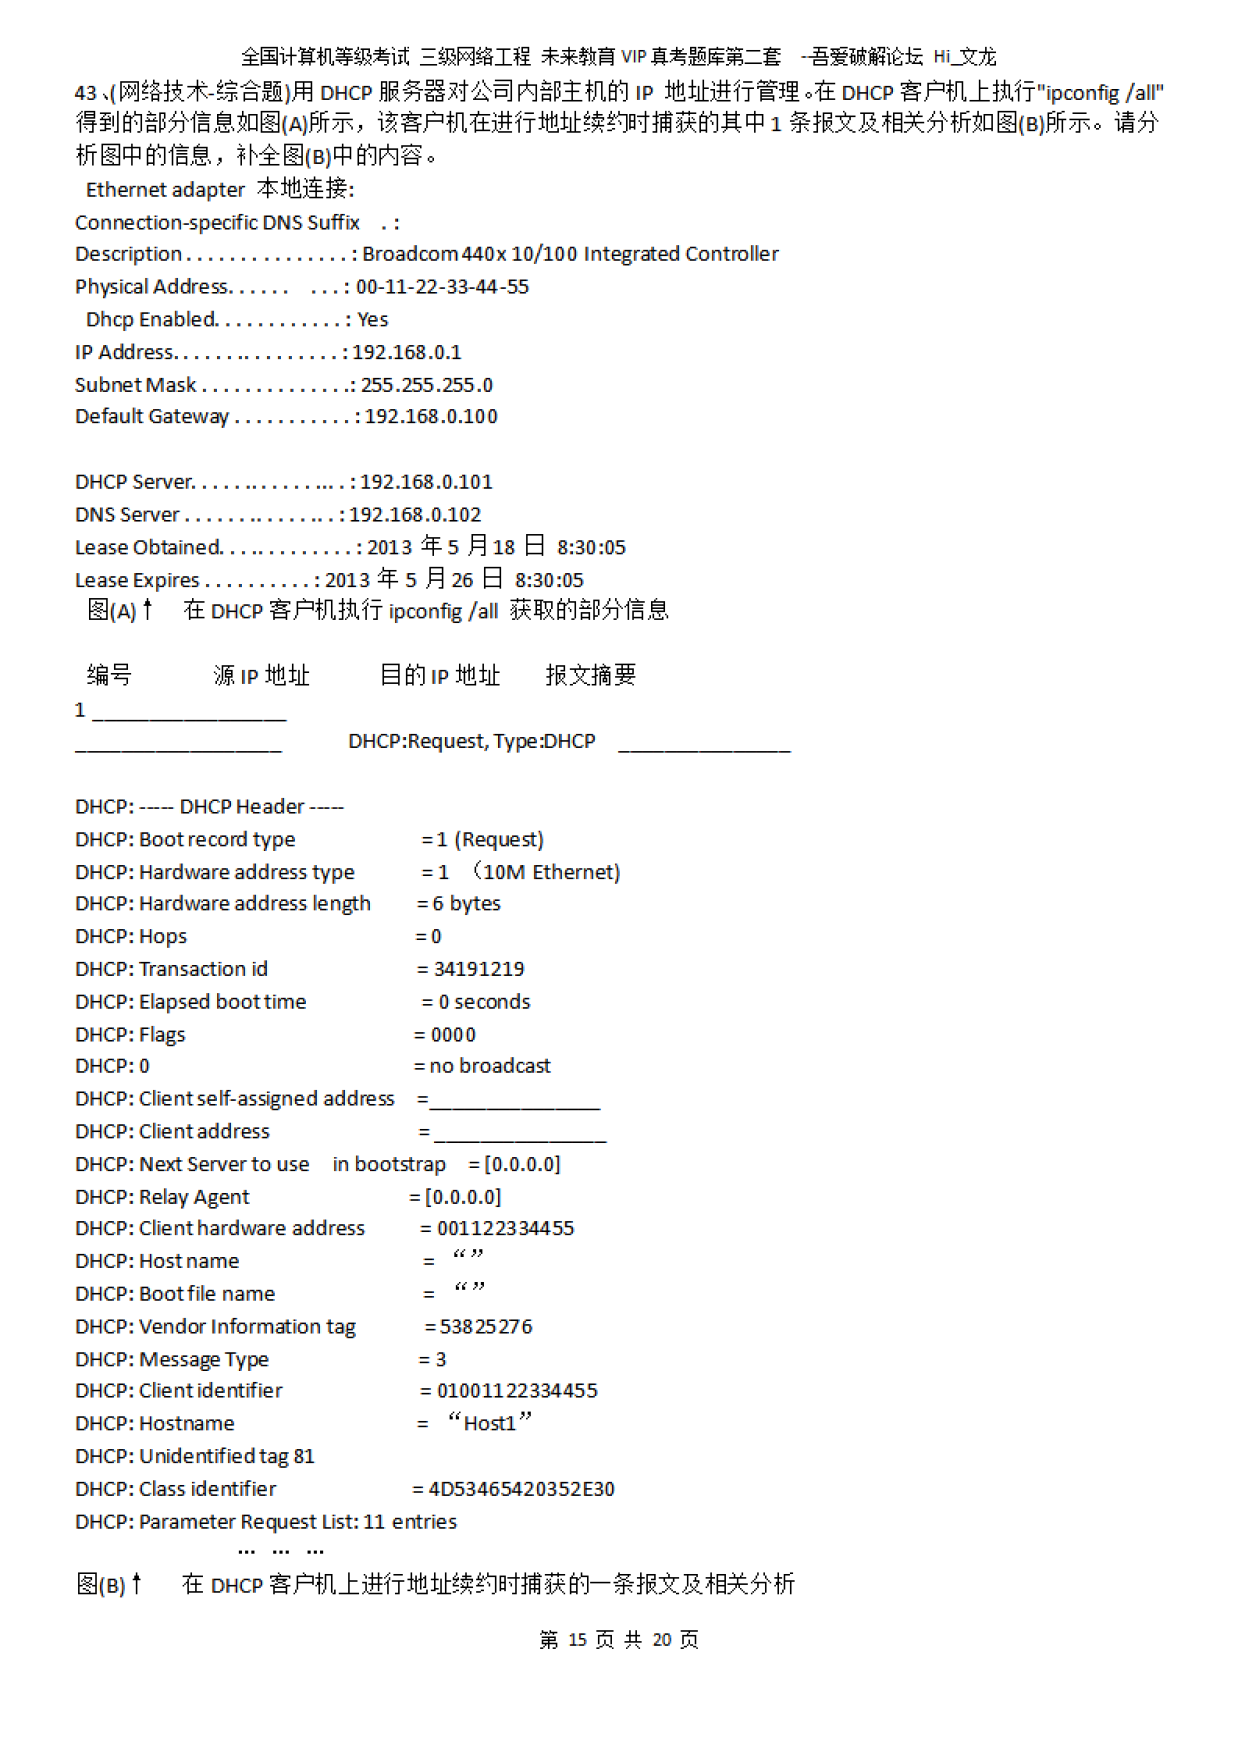 全国计算机等级考试 三级网络工程 未来教育 VIP 真考题库第二套 --吾爱破解论坛 Hi_文龙
43、(网络技术-综合题)用 DHCP 服务器对公司内部主机的 IP 地址进行管理。在 DHCP 客户机上执行"ipconfig /all"
得到的部分信息如图(A)所示，该客户机在进行地址续约时捕获的其中 1 条报文及相关分析如图(B)所示。请分
析图中的信息，补全图(B)中的内容。
Ethernet adapter 本地连接:
Connection-specific DNS Suffix . :
Description . . . . . . . . . . . . . . . : Broadcom 440x 10/100 Integrated Controller
Physical Address. . . . . . . . . : 00-11-22-33-44-55
Dhcp Enabled. . . . . . . . . . . . : Yes
IP Address. . . . . . .. . . . . . . . . : 192.168.0.1
Subnet Mask . . . . . . . . . . . . . .: 255.255.255.0
Default Gateway . . . . . . . . . . . : 192.168.0.100
DHCP Server. . . . . .. . . . . . ... . : 192.168.0.101
DNS Server . . . . . . .. . . . . .. . : 192.168.0.102
Lease Obtained. . . .. . . . . . . . . : 2013 年 5 月 18 日 8:30:05
Lease Expires . . . . . . . . . . : 2013 年 5 月 26 日 8:30:05
图(A)↑ 在 DHCP 客户机执行 ipconfig /all 获取的部分信息
编号 源 IP 地址 目的 IP 地址 报文摘要
1 _________________
__________________ DHCP:Request, Type:DHCP _______________
DHCP: ----- DHCP Header -----
DHCP: Boot record type = 1 (Request)
DHCP: Hardware address type = 1 （10M Ethernet)
DHCP: Hardware address length = 6 bytes
DHCP: Hops = 0
DHCP: Transaction id = 34191219
DHCP: Elapsed boot time = 0 seconds
DHCP: Flags = 0000
DHCP: 0 = no broadcast
DHCP: Client self-assigned address =_______________
DHCP: Client address = _______________
DHCP: Next Server to use in bootstrap = [0.0.0.0]
DHCP: Relay Agent = [0.0.0.0]
DHCP: Client hardware address = 001122334455
DHCP: Host name = “”
DHCP: Boot file name = “”
DHCP: Vendor Information tag = 53825276
DHCP: Message Type = 3
DHCP: Client identifier = 01001122334455
DHCP: Hostname = “Host1”
DHCP: Unidentified tag 81
DHCP: Class identifier = 4D53465420352E30
DHCP: Parameter Request List: 11 entries
… … …
图(B)↑ 在 DHCP 客户机上进行地址续约时捕获的一条报文及相关分析
第 15 页 共 20 页